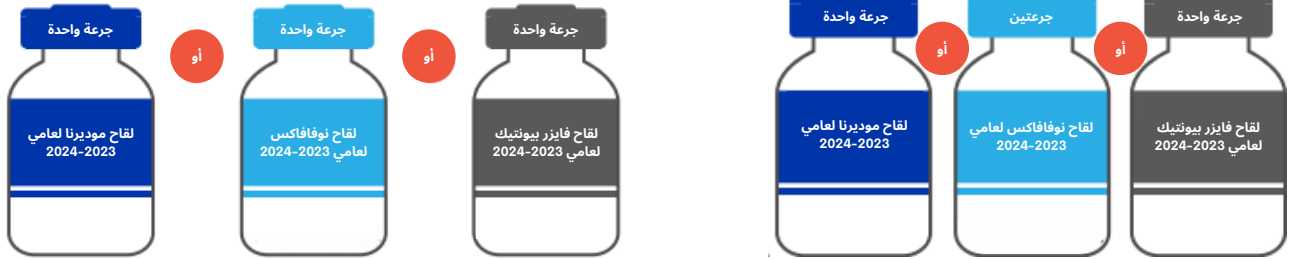 جرعة واحدة
أو
جرعتين
أو
جرعة واحدة
لقاح فايزر بيونتيك
لعامي 2023-2024
لقاح نوفافاكس لعامي
2023-2024
لقاح موديرنا لعامي
2023-2024
جرعة واحدة
أو
جرعة واحدة
أو
جرعة واحدة
لقاح فايزر بيونتيك
لعامي 2023-2024
لقاح نوفافاكس
لعامي 2023-2024
لقاح موديرنا لعامي
2023-2024